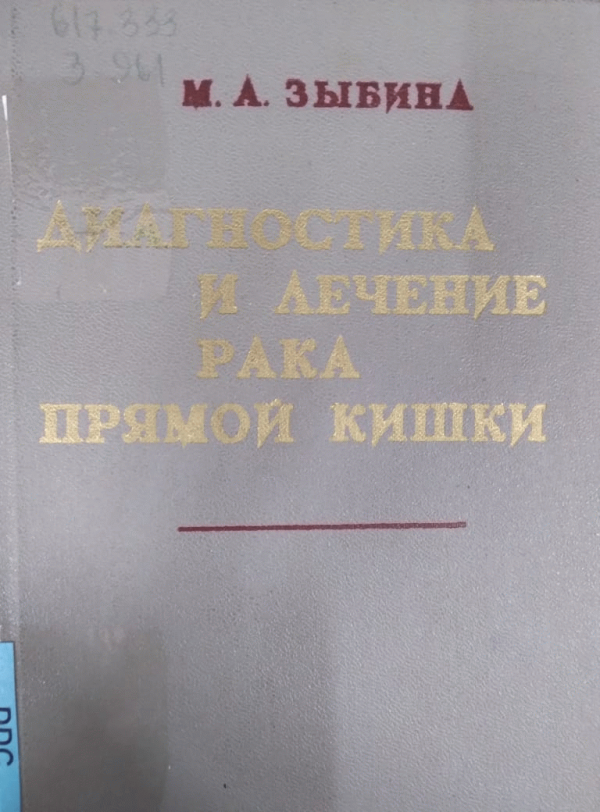 617.333
З 961
М. А. ЗЫБИНА
ДИАГНОСТИКА
И ЛЕЧЕНИЕ
РАКА
ПРЯМОЙ КИШКИ